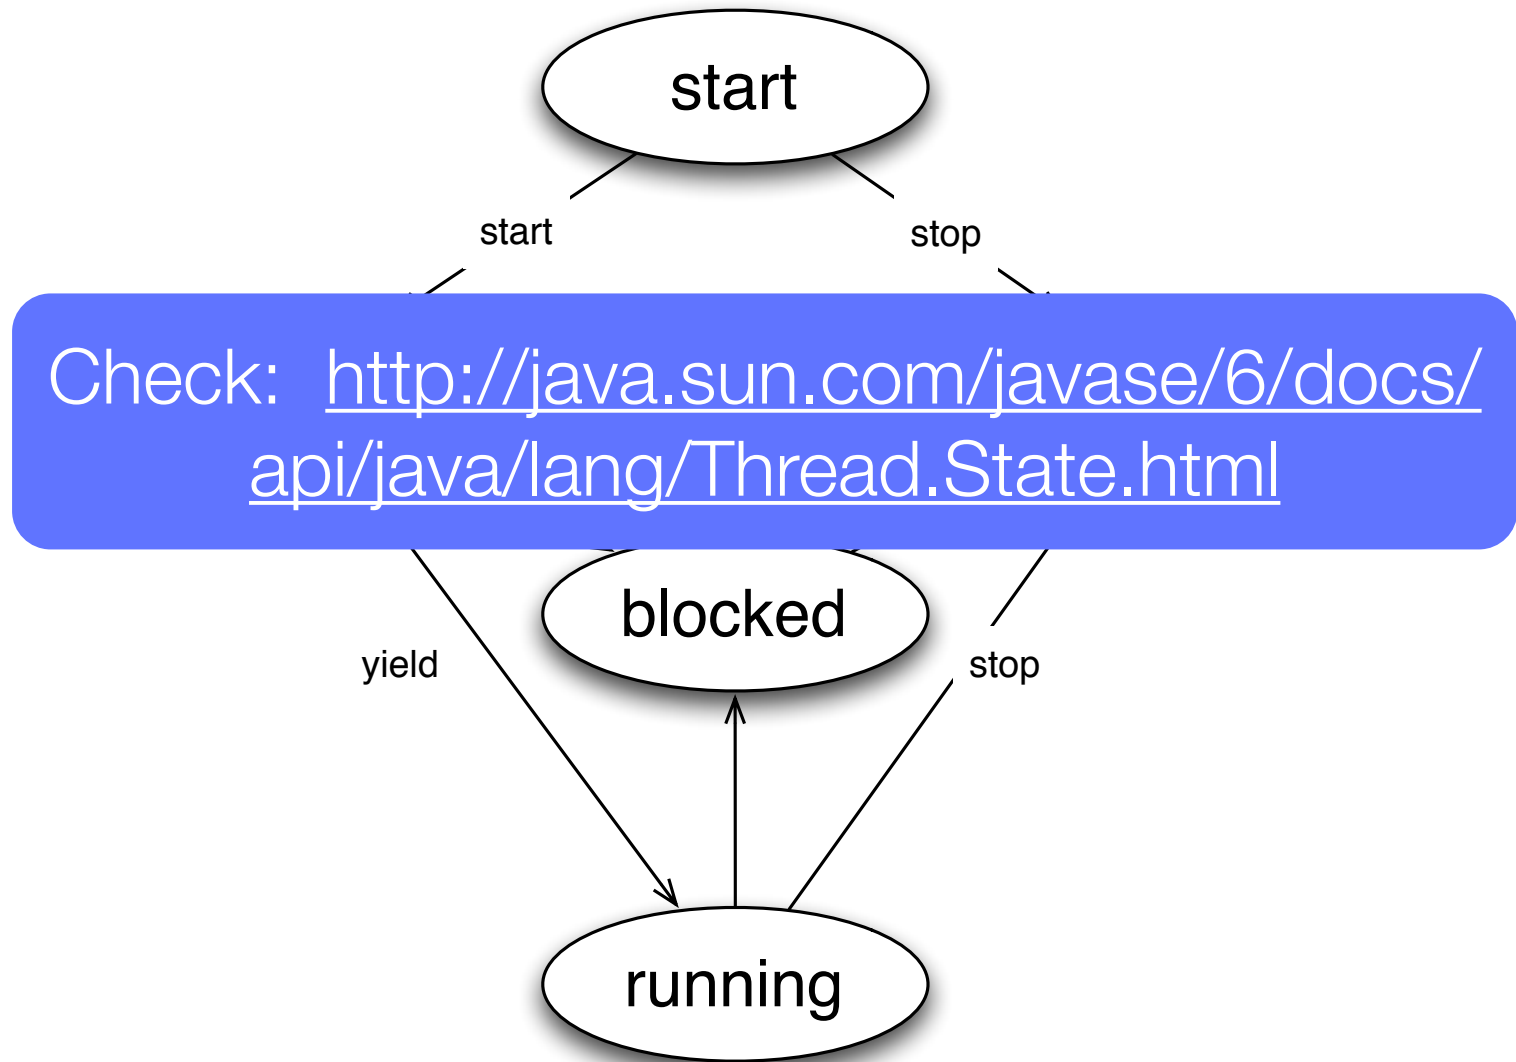 start
start
stop
Check: http://java.sun.com/javase/6/docs/
api/java/lang/Thread.State.html
blocked
yield
stop
running